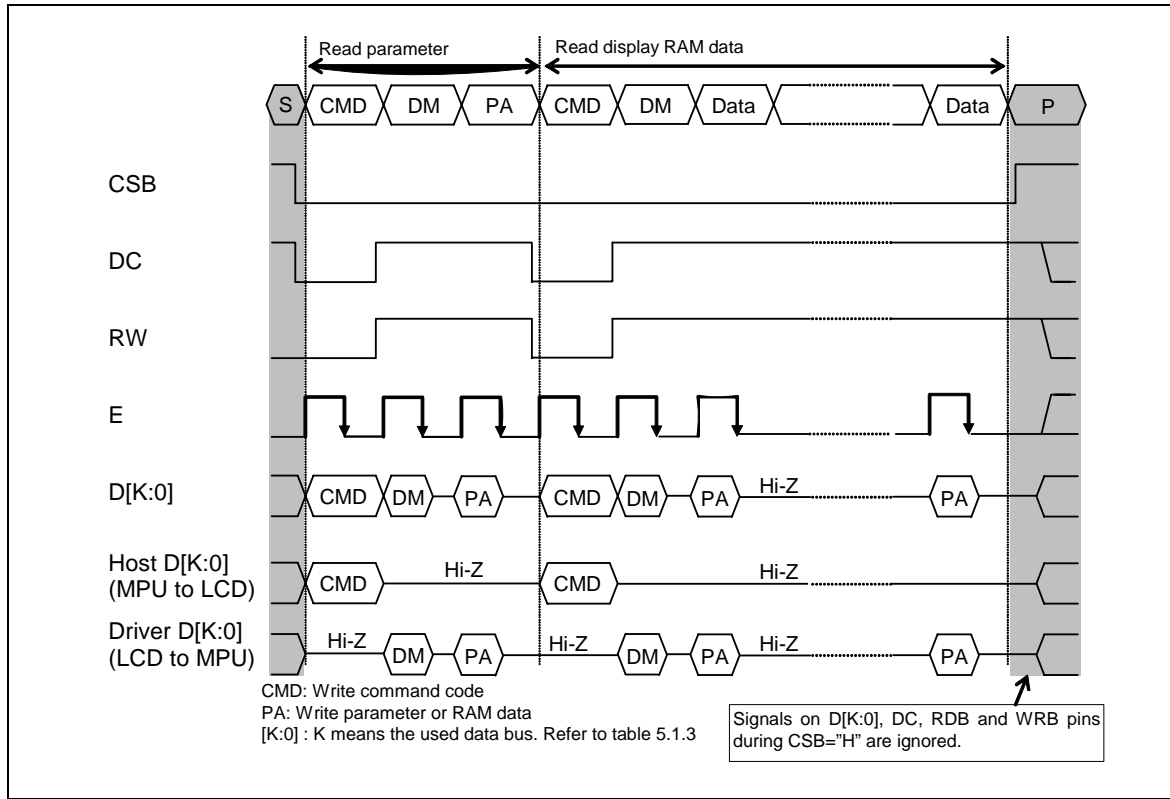 Read parameter Read display RAM data
S CMD DM PA CMD DM Data Data P
CSB
DC
RW
E
D[K:0] CMD DM PA CMD DM PA Hi-Z PA
Host D[K:0]
(MPU to LCD) CMD Hi-Z CMD Hi-Z
Driver D[K:0]
(LCD to MPU) Hi-Z DM PA Hi-Z DM PA Hi-Z PA
CMD: Write command code
PA: Write parameter or RAM data
[K:0] : K means the used data bus. Refer to table 5.1.3
Signals on D[K:0], DC, RDB and WRB pins
during CSB="H" are ignored.